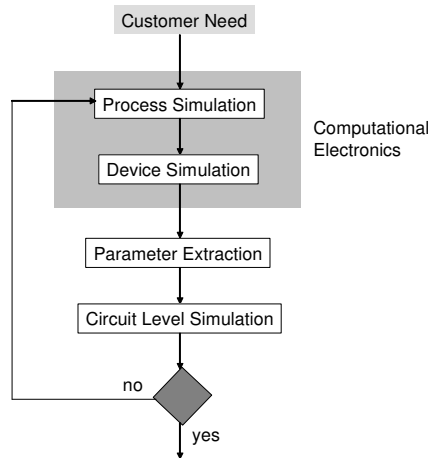 Customer Need
Process Simulation
Computational
Electronics
Device Simulation
Parameter Extraction
Circuit Level Simulation
no
yes